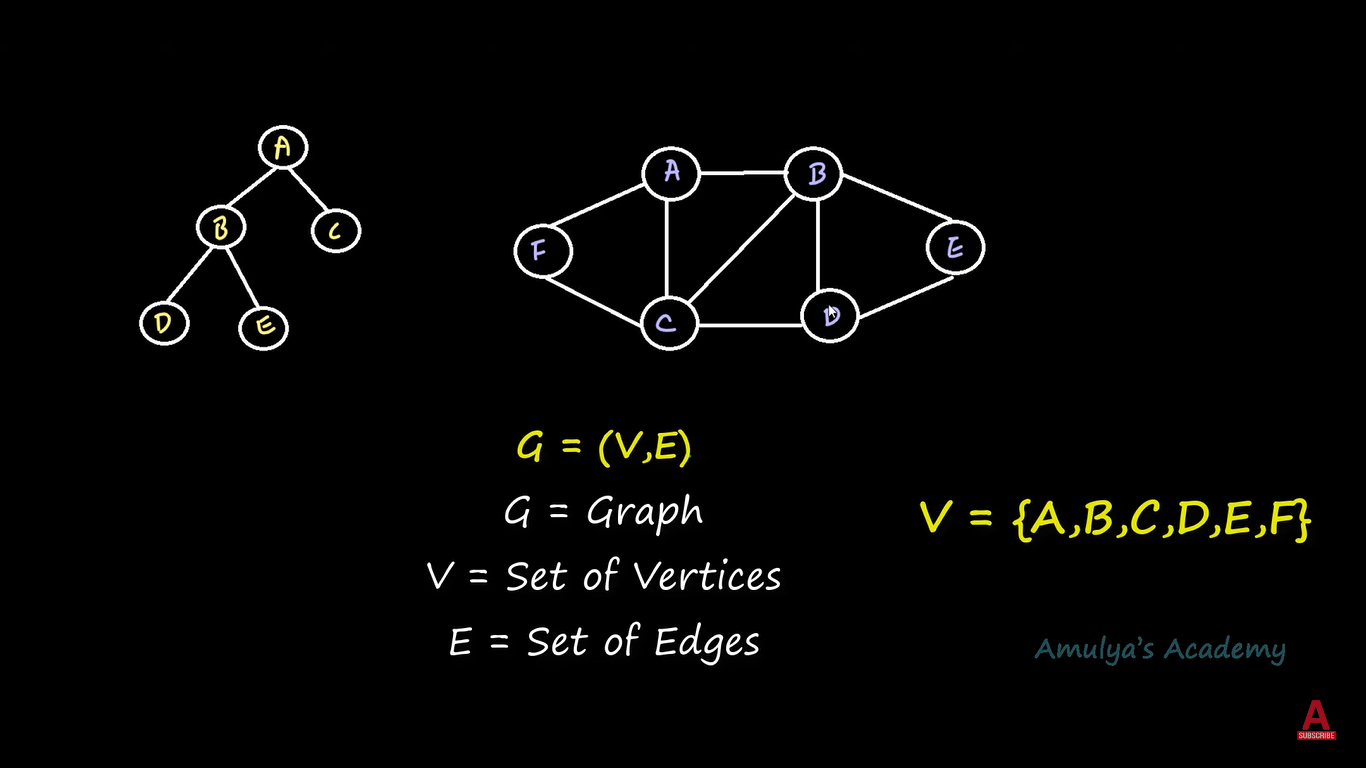 A
B
C
D
E
A
B
F
E
C
D
G = (V,E)
G = Graph
V = Set of Vertices
E = Set of Edges
V = {A,B,C,D,E,F}
Amulya's Academy
A
SUBSCRIBE